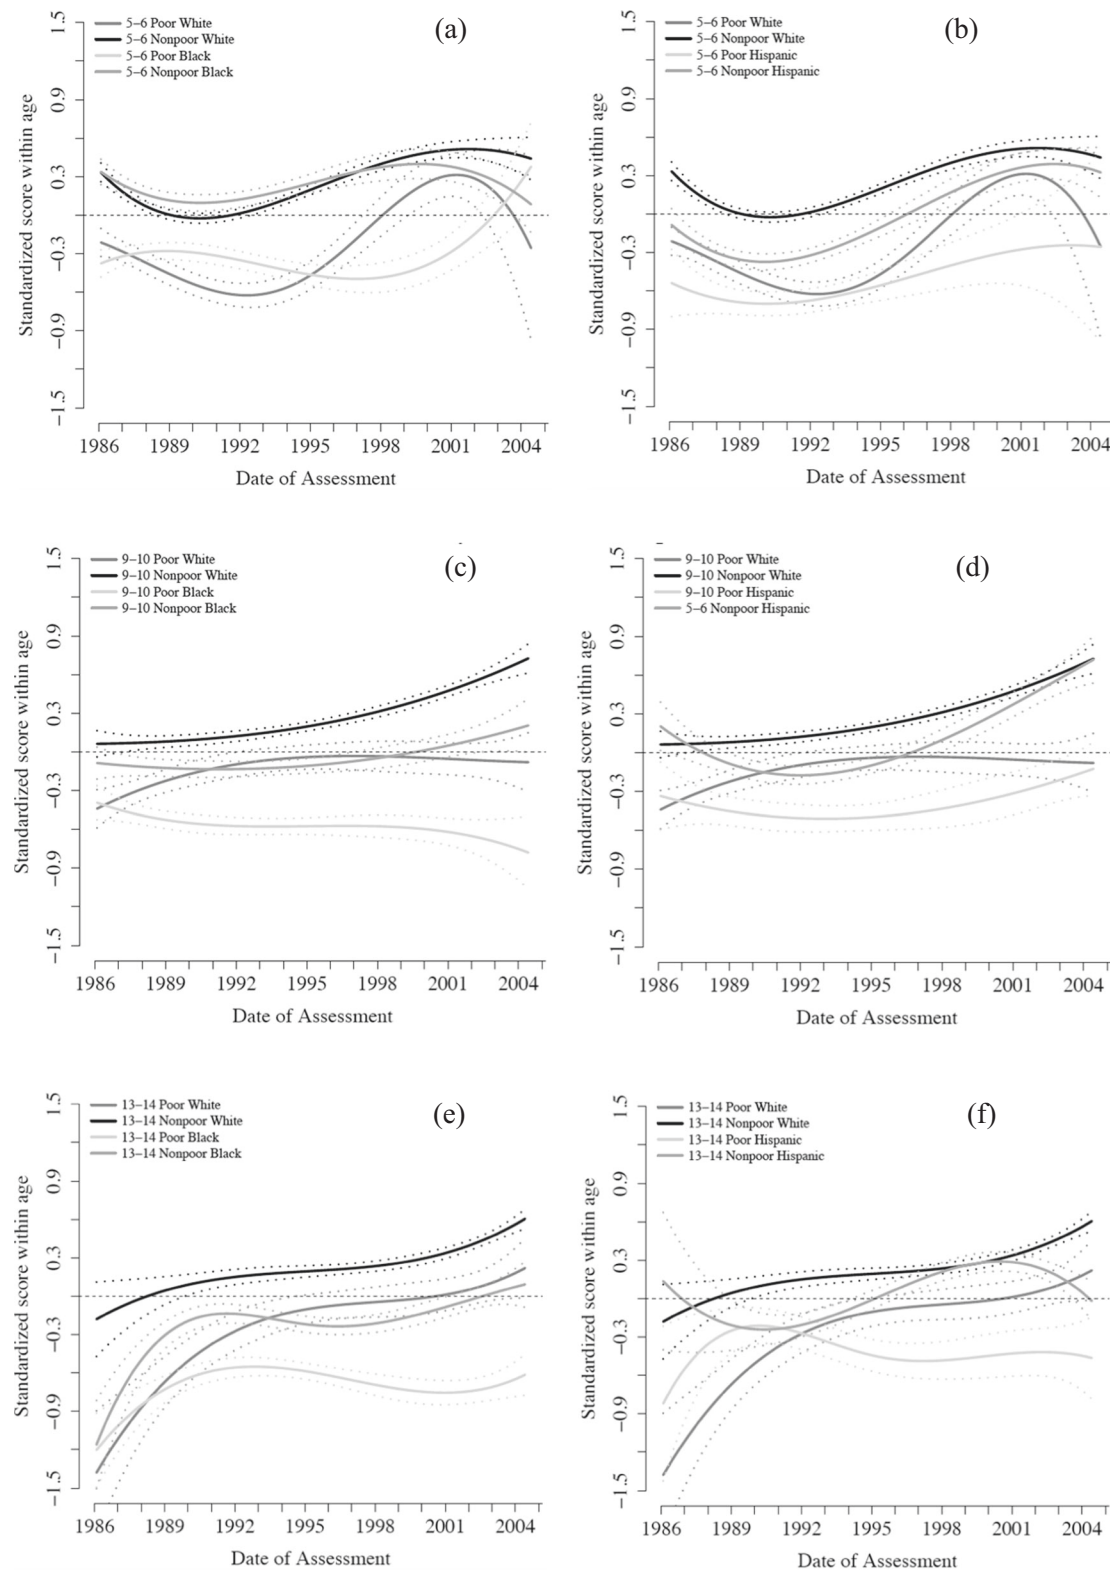 (a)
5–6 Poor White
5–6 Nonpoor White
5–6 Poor Black
5–6 Nonpoor Black
Standardized score within age
1.5
0.9
0.3
−0.3
−0.9
−1.5
1986 1989 1992 1995 1998 2001 2004
Date of Assessment
(b)
5–6 Poor White
5–6 Nonpoor White
5–6 Poor Hispanic
5–6 Nonpoor Hispanic
Standardized score within age
1.5
0.9
0.3
−0.3
−0.9
−1.5
1986 1989 1992 1995 1998 2001 2004
Date of Assessment
(c)
9–10 Poor White
9–10 Nonpoor White
9–10 Poor Black
9–10 Nonpoor Black
Standardized score within age
1.5
0.9
0.3
−0.3
−0.9
−1.5
1986 1989 1992 1995 1998 2001 2004
Date of Assessment
(d)
9–10 Poor White
9–10 Nonpoor White
9–10 Poor Hispanic
5–6 Nonpoor Hispanic
Standardized score within age
1.5
0.9
0.3
−0.3
−0.9
−1.5
1986 1989 1992 1995 1998 2001 2004
Date of Assessment
(e)
13–14 Poor White
13–14 Nonpoor White
13–14 Poor Black
13–14 Nonpoor Black
Standardized score within age
1.5
0.9
0.3
−0.3
−0.9
−1.5
1986 1989 1992 1995 1998 2001 2004
Date of Assessment
(f)
13–14 Poor White
13–14 Nonpoor White
13–14 Poor Hispanic
13–14 Nonpoor Hispanic
Standardized score within age
1.5
0.9
0.3
−0.3
−0.9
−1.5
1986 1989 1992 1995 1998 2001 2004
Date of Assessment